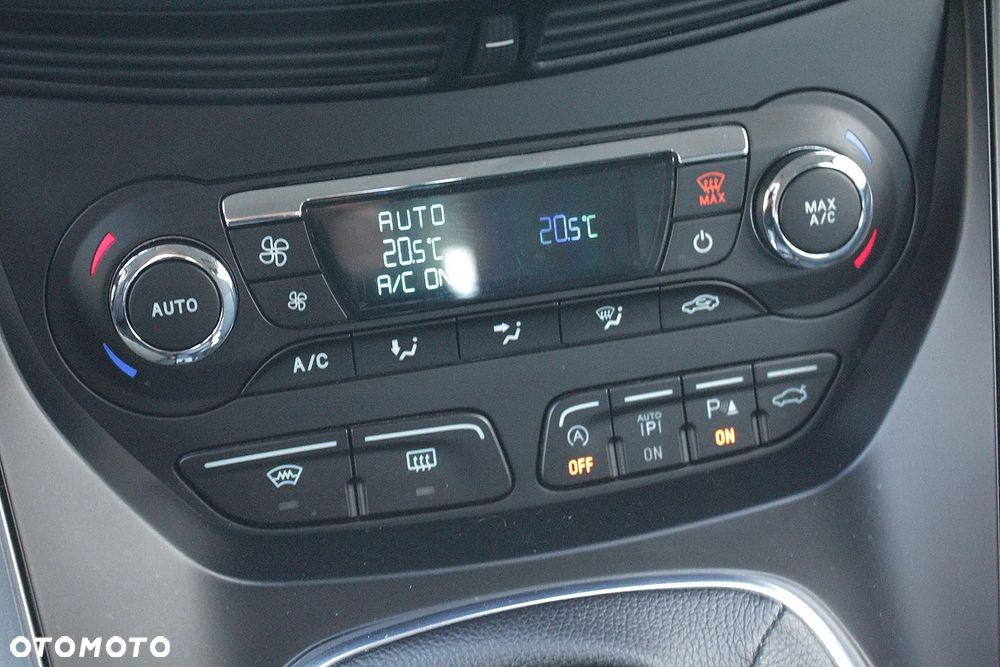 AUTO
20.5°C
A/C ON
20.5°C
MAX
MAX
A/C
AUTO
A/C
A
OFF
AUTO
P
ON
P
ON
OTOMOTO